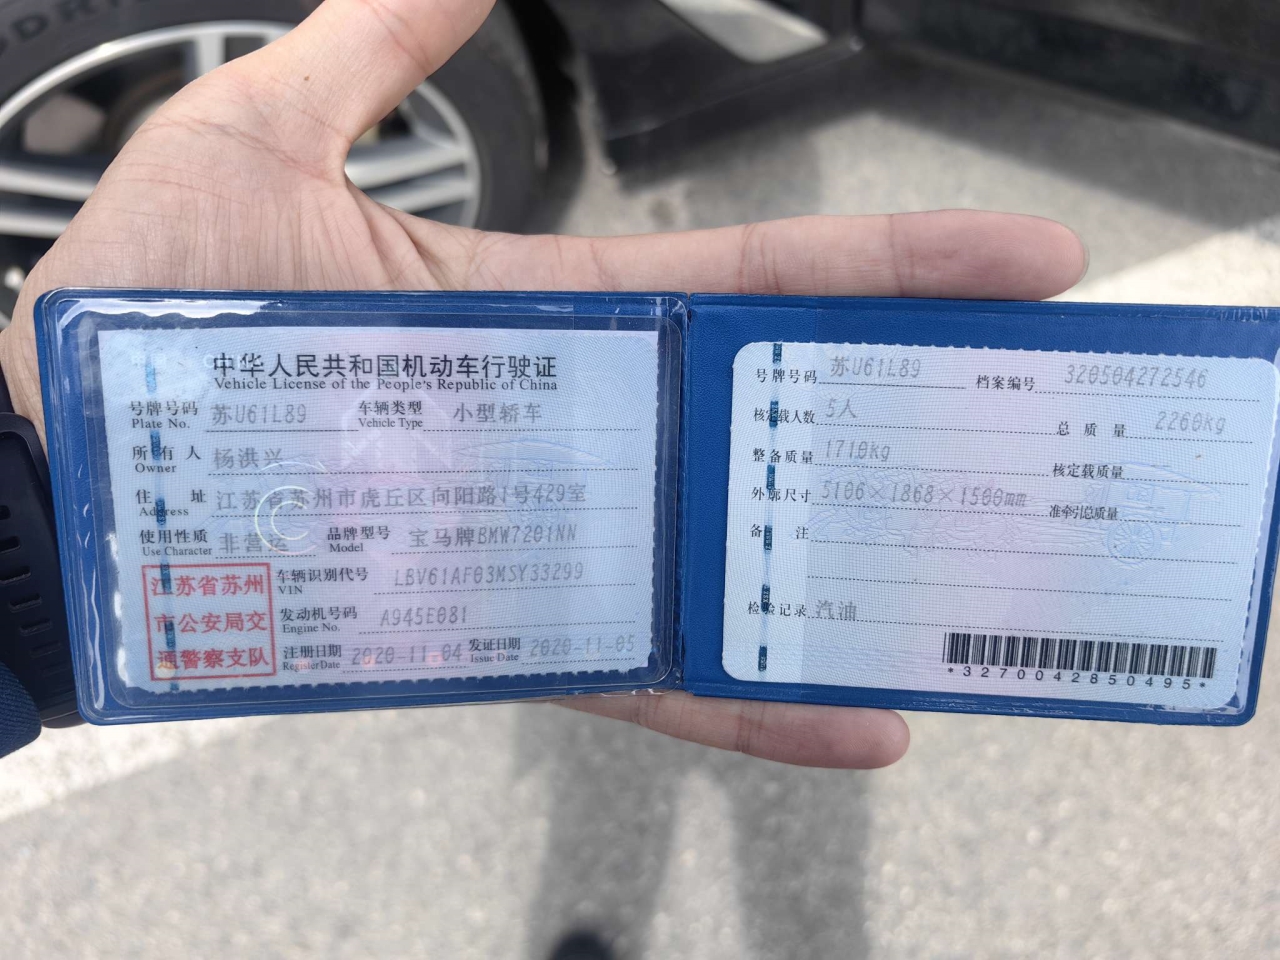 中华人民共和国机动车行驶证
Vehicle License of the People's Republic of China
号牌号码 苏U61L89 车辆类型 小型轿车
Plate No. Vehicle Type
所有人 杨洪兴
Owner
住址 江苏省苏州市虎丘区向阳路1号429室
Address
使用性质 非营运 品牌型号 宝马牌BMW7201NN
Use Character Model
江苏省苏州
市公安局交
通警察支队
车辆识别代号 LBV61AF03MSY33299
VIN
发动机号码 A945E081
Engine No.
注册日期 2020-11-04 发证日期 2020-11-05
Register Date Issue Date
号牌号码 苏U61L89 档案编号 320504272546
核定载人数 5人 总质量 2260kg
整备质量 1710kg 核定载质量
外廓尺寸 5106×1868×1500mm 准牵引总质量
备注
检验记录 汽油
*3270042850495*